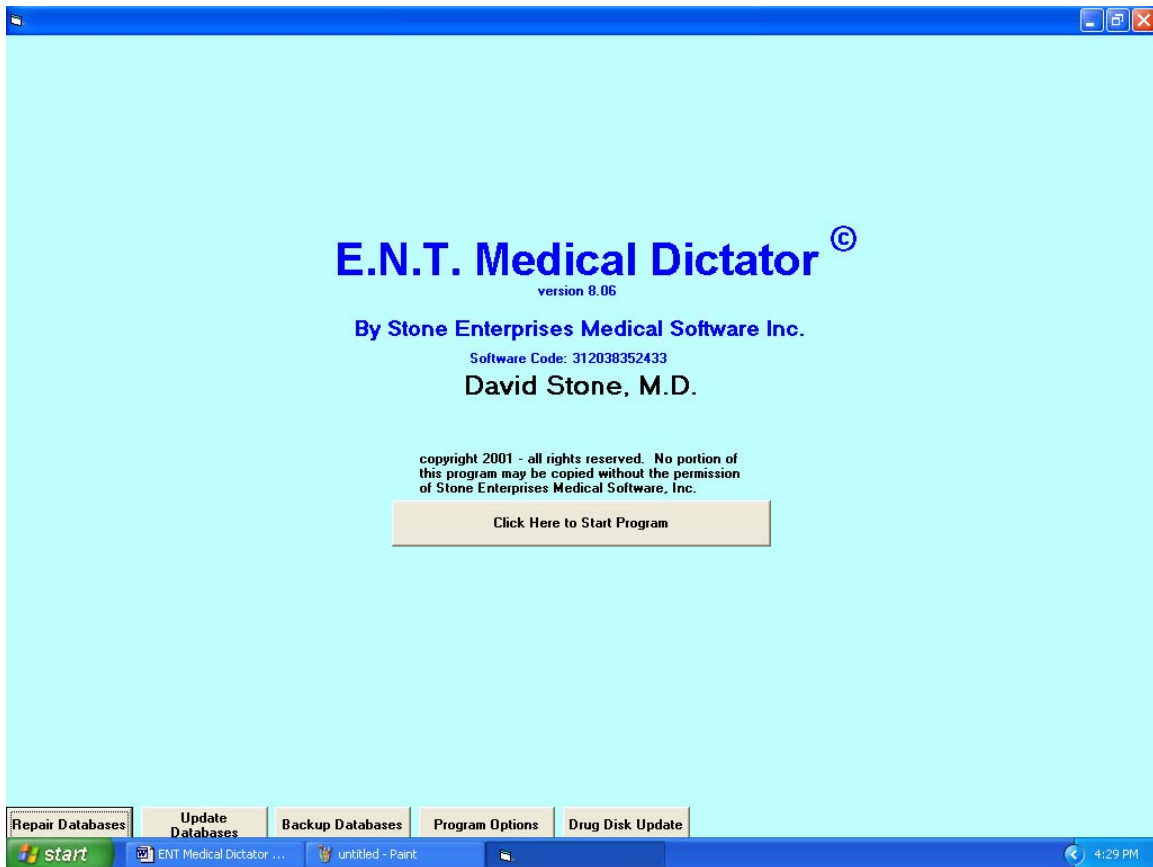 E.N.T. Medical Dictator ©
version 8.06
By Stone Enterprises Medical Software Inc.
Software Code: 312038352433
David Stone, M.D.
copyright 2001 - all rights reserved. No portion of
this program may be copied without the permission
of Stone Enterprises Medical Software, Inc.
Click Here to Start Program
Repair Databases
Update
Databases
Backup Databases
Program Options
Drug Disk Update
start
ENT Medical Dictator ...
untitled - Paint
4:29 PM